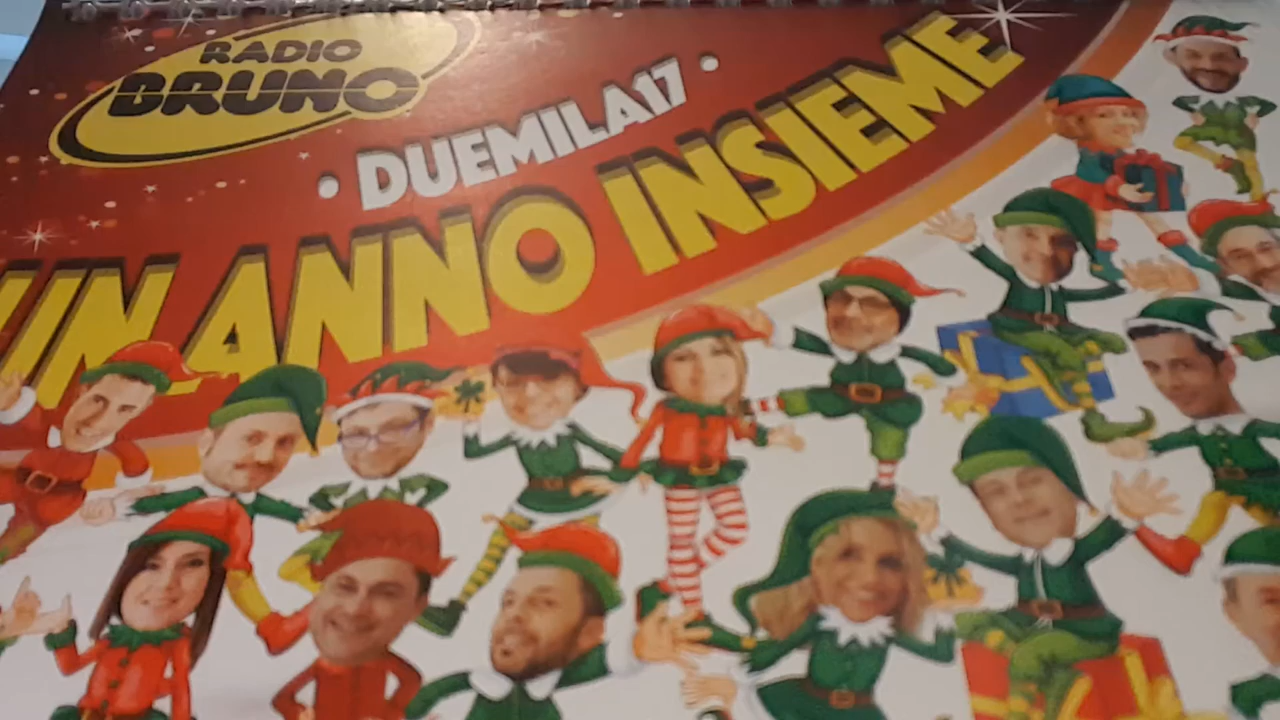 RADIO
BRUNO
• DUEMILA17 •
UN ANNO INSIEME